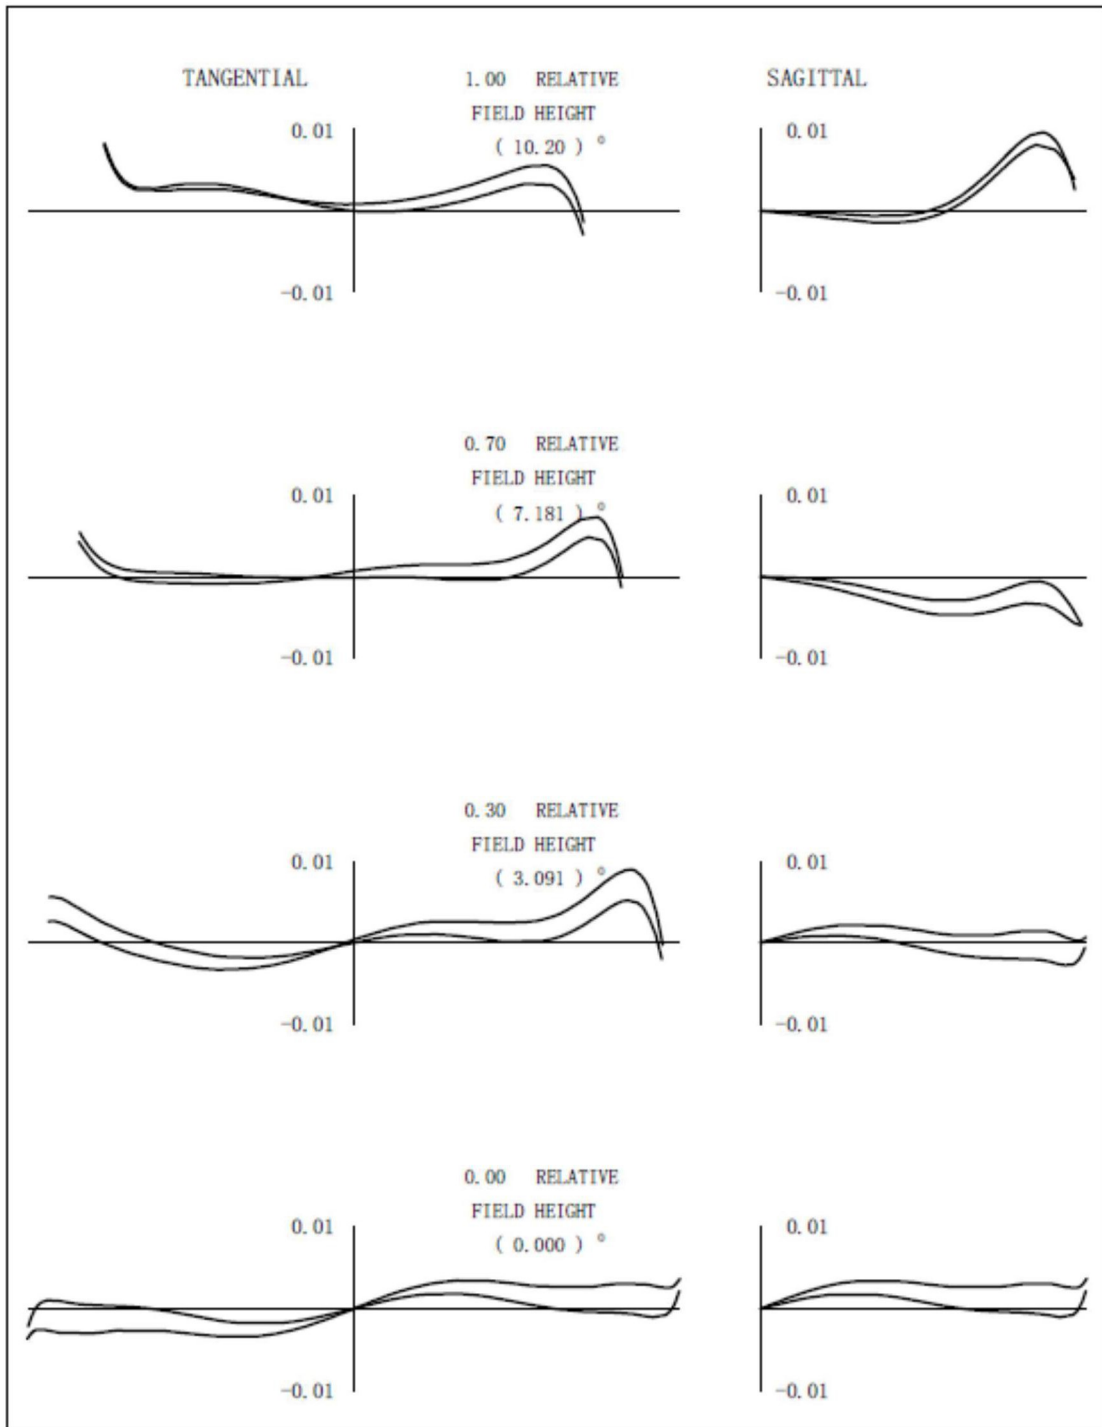 TANGENTIAL 1.00 RELATIVE SAGITTAL
FIELD HEIGHT
0.01 ( 10.20 ) ° 0.01
-0.01 -0.01
0.70 RELATIVE
FIELD HEIGHT
0.01 ( 7.181 ) ° 0.01
-0.01 -0.01
0.30 RELATIVE
FIELD HEIGHT
0.01 ( 3.091 ) ° 0.01
-0.01 -0.01
0.00 RELATIVE
FIELD HEIGHT
0.01 ( 0.000 ) ° 0.01
-0.01 -0.01